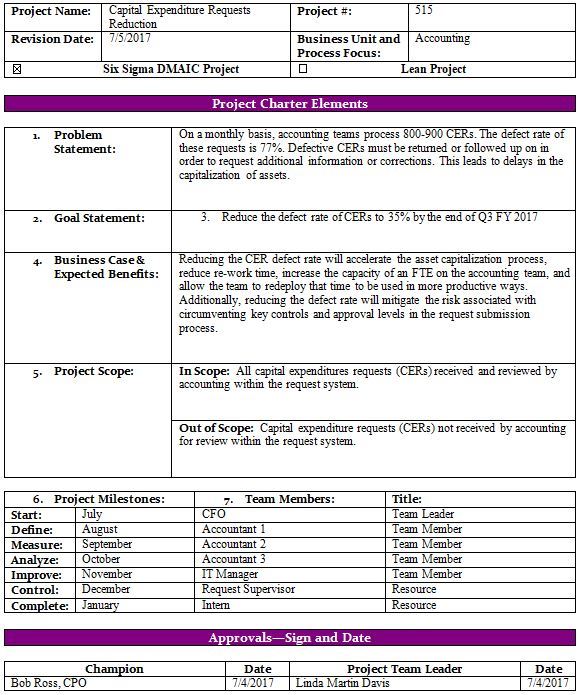 Project Name: Capital Expenditure Requests Project #: 515
Reduction
Revision Date: 7/5/2017 Business Unit and Accounting
Process Focus:
☒ Six Sigma DMAIC Project ☐ Lean Project
Project Charter Elements
1. Problem Statement:
On a monthly basis, accounting teams process 800-900 CERs. The defect rate of
these requests is 77%. Defective CERs must be returned or followed up on in
order to request additional information or corrections. This leads to delays in the
capitalization of assets.
2. Goal Statement:
3. Reduce the defect rate of CERs to 35% by the end of Q3 FY 2017
4. Business Case &
Expected Benefits:
Reducing the CER defect rate will accelerate the asset capitalization process,
reduce re-work time, increase the capacity of an FTE on the accounting team, and
allow the team to redeploy that time to be used in more productive ways.
Additionally, reducing the defect rate will mitigate the risk associated with
circumventing key controls and approval levels in the request submission
process.
5. Project Scope:
In Scope: All capital expenditures requests (CERs) received and reviewed by
accounting within the request system.
Out of Scope: Capital expenditure requests (CERs) not received by accounting
for review within the request system.
6. Project Milestones: 7. Team Members: Title:
Start: July CFO Team Leader
Define: August Accountant 1 Team Member
Measure: September Accountant 2 Team Member
Analyze: October Accountant 3 Team Member
Improve: November IT Manager Team Member
Control: December Request Supervisor Resource
Complete: January Intern Resource
Approvals—Sign and Date
Champion Date Project Team Leader Date
Bob Ross, CPO 7/4/2017 Linda Martin Davis 7/4/2017